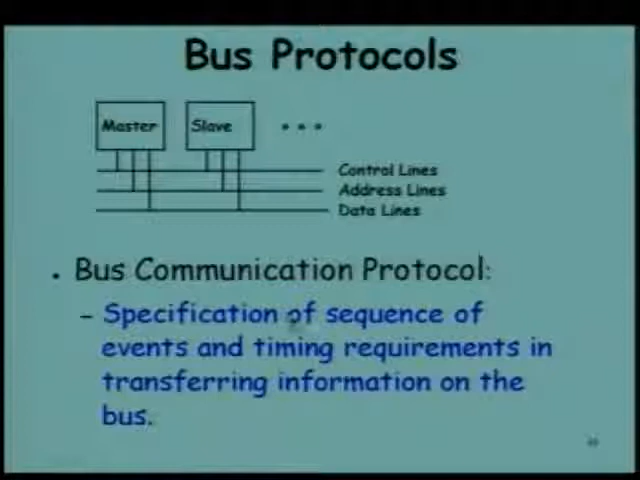 Bus Protocols
Master Slave • • •
Control Lines
Address Lines
Data Lines
• Bus Communication Protocol:
– Specification of sequence of
events and timing requirements in
transferring information on the
bus.